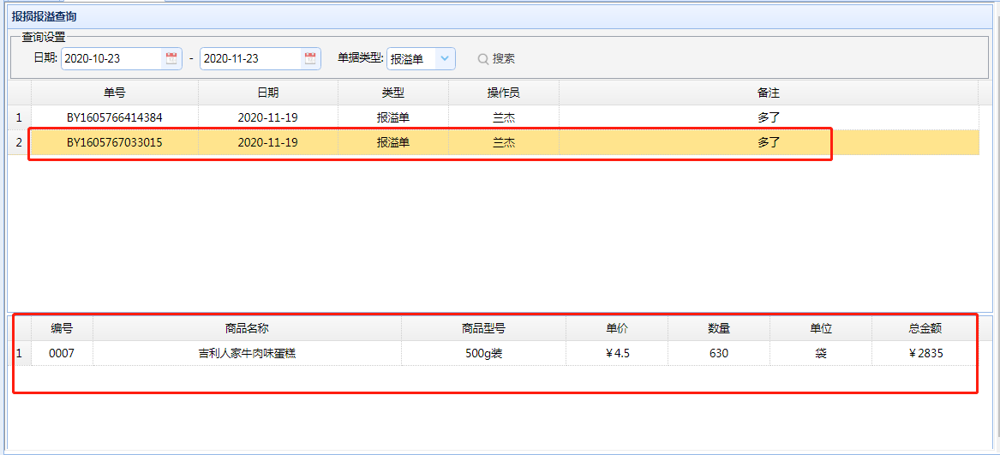 报损报溢查询
查询设置
日期: 2020-10-23 - 2020-11-23 单据类型: 报溢单 搜索
单号 日期 类型 操作员 备注
1 BY1605766414384 2020-11-19 报溢单 兰杰 多了
2 BY1605767033015 2020-11-19 报溢单 兰杰 多了
编号 商品名称 商品型号 单价 数量 单位 总金额
1 0007 吉利人家牛肉味蛋糕 500g装 ¥4.5 630 袋 ¥2835